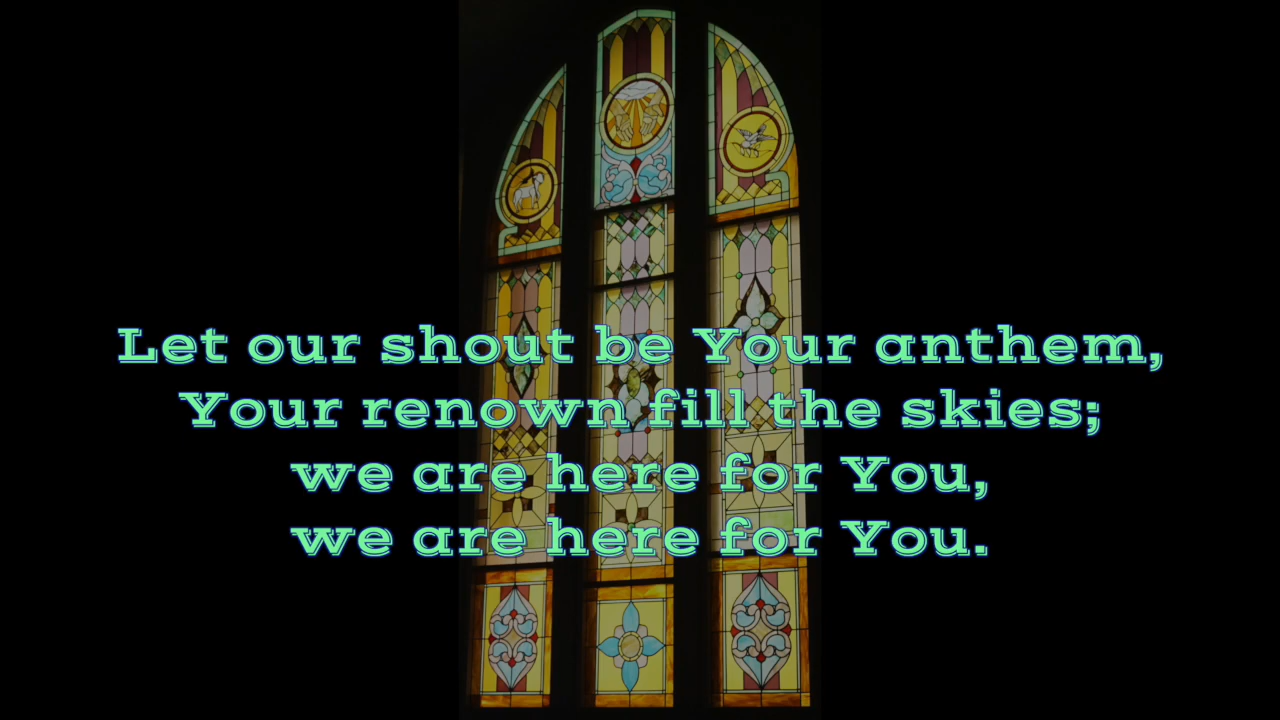 Let our shout be Your anthem,
Your renown fill the skies;
we are here for You,
we are here for You.